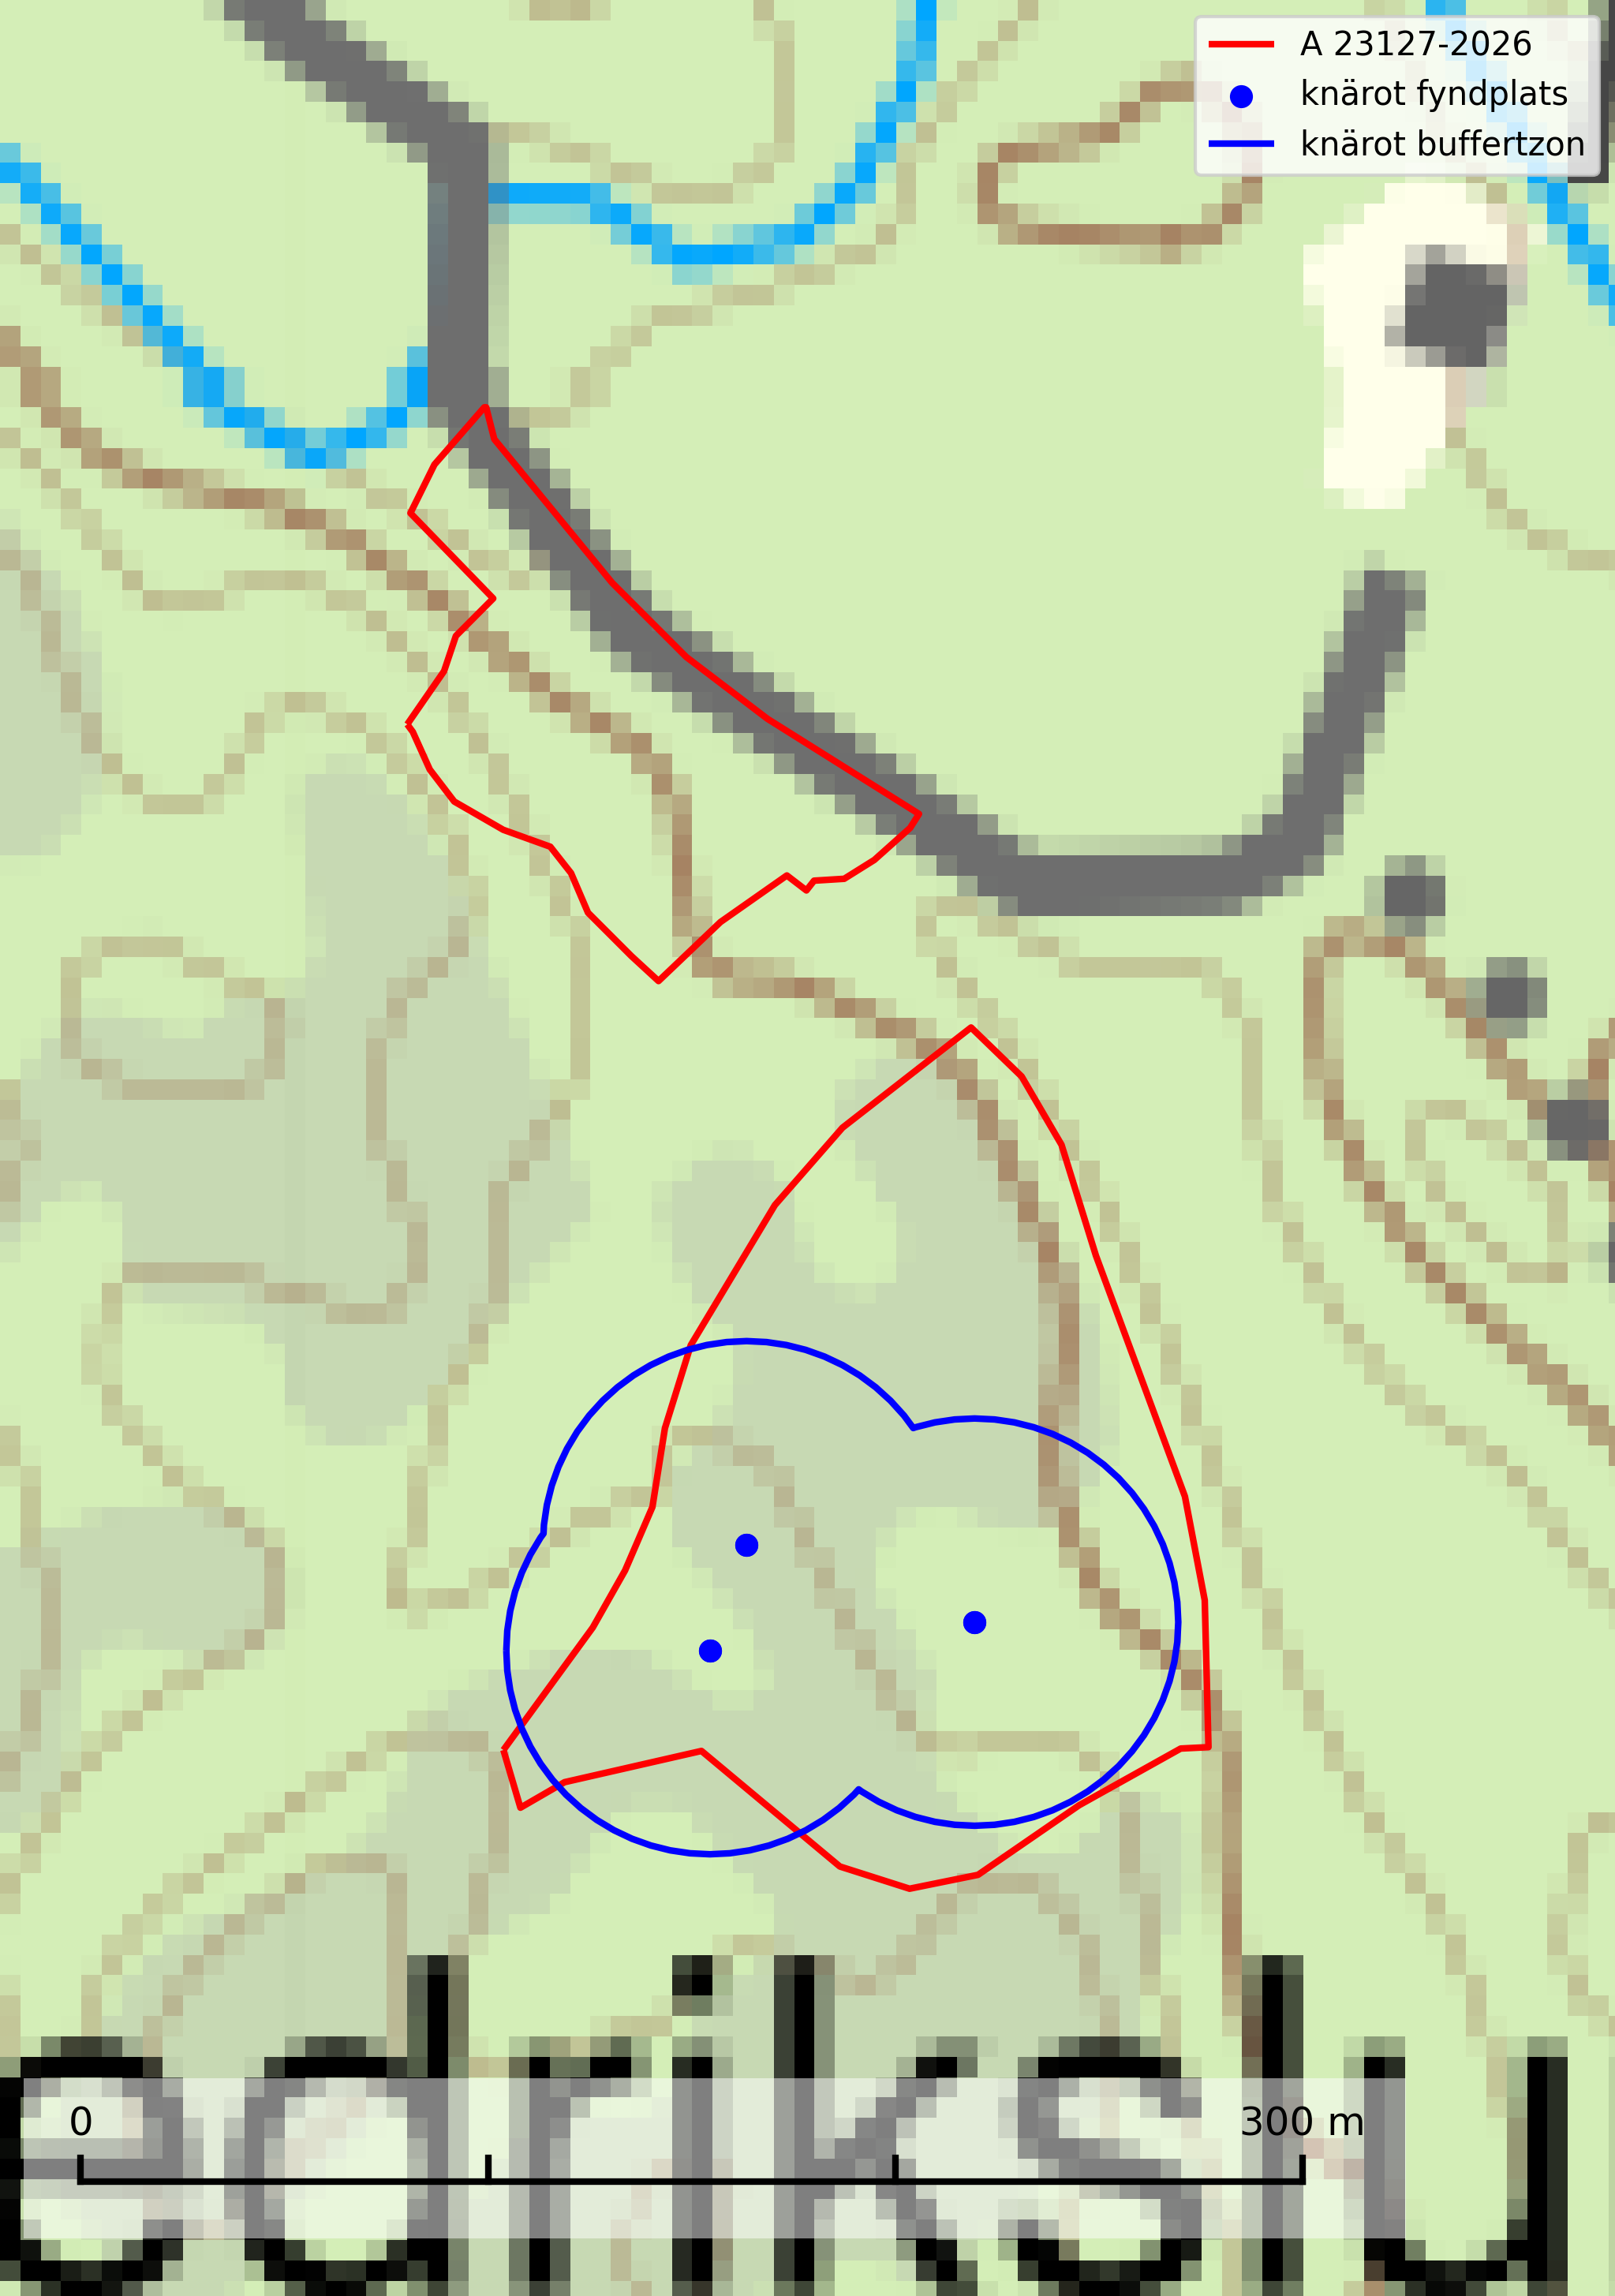 A 23127-2026
knärot fyndplats
knärot buffertzon
0 300 m